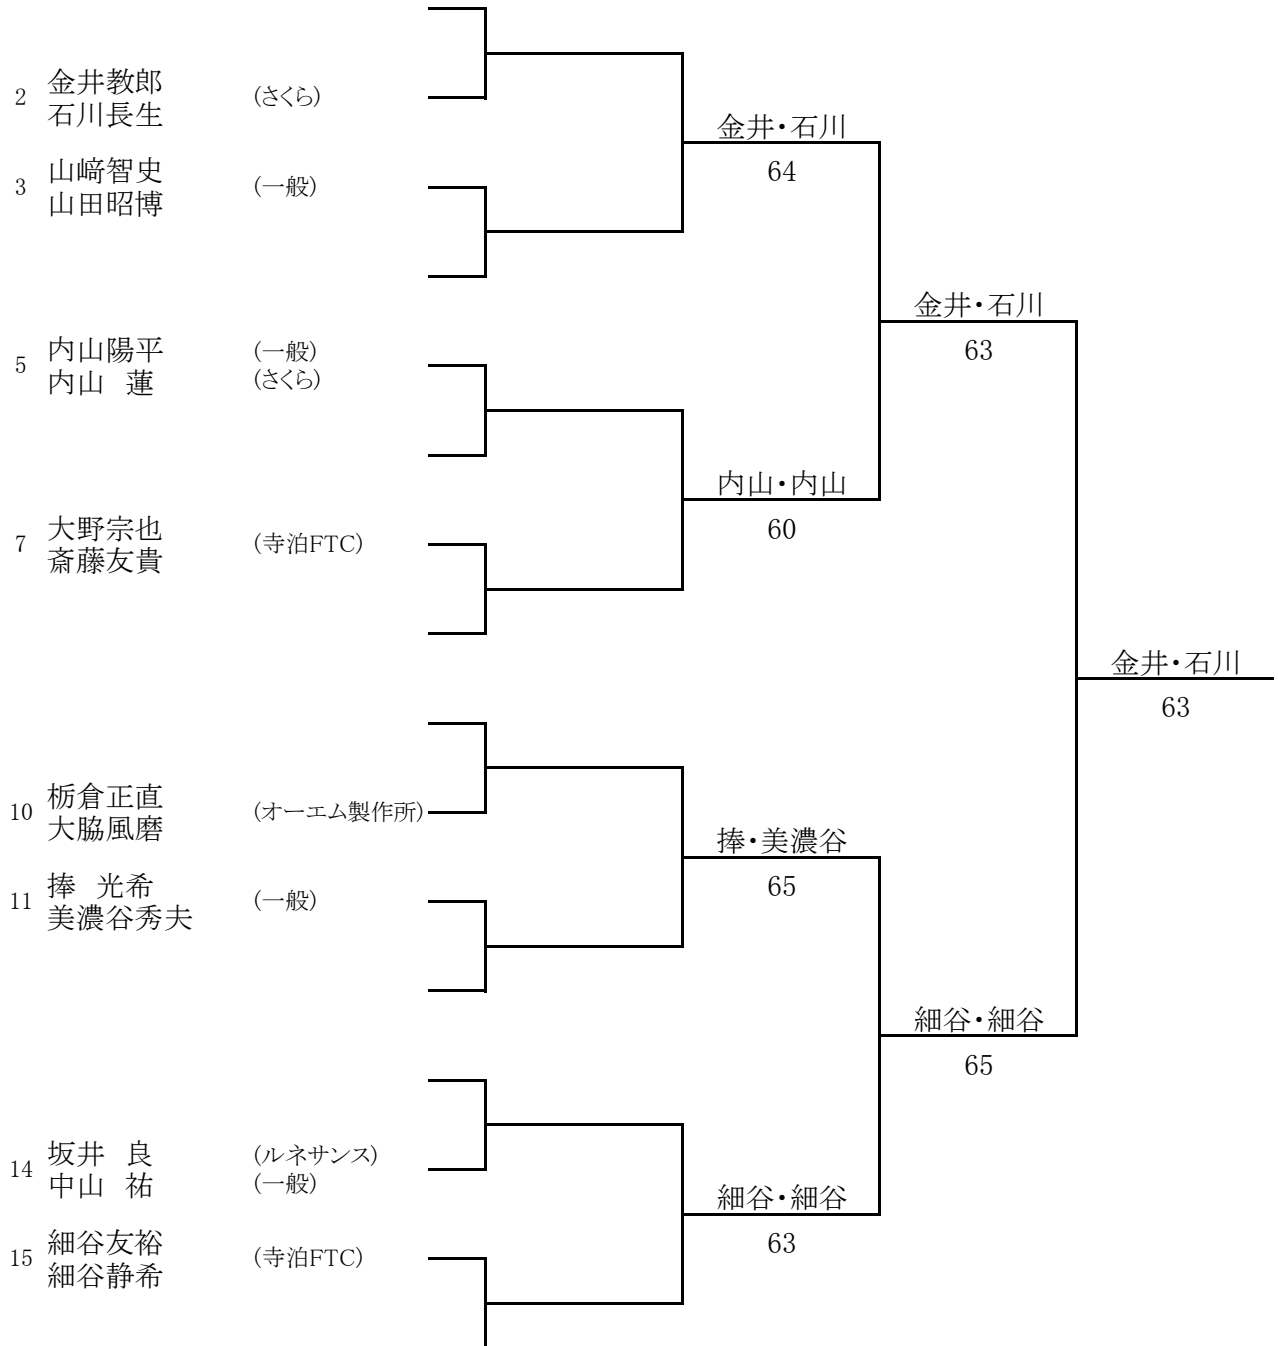 2 金井教郎 (さくら)
石川長生
金井・石川
64
3 山﨑智史 (一般)
山田昭博
金井・石川
63
5 内山陽平 (一般)
内山 蓮 (さくら)
内山・内山
60
7 大野宗也 (寺泊FTC)
斎藤友貴
金井・石川
63
10 栃倉正直 (オーエム製作所)
大脇風磨
捧・美濃谷
65
11 捧 光希 (一般)
美濃谷秀夫
細谷・細谷
65
14 坂井 良 (ルネサンス)
中山 祐 (一般)
細谷・細谷
63
15 細谷友裕 (寺泊FTC)
細谷静希